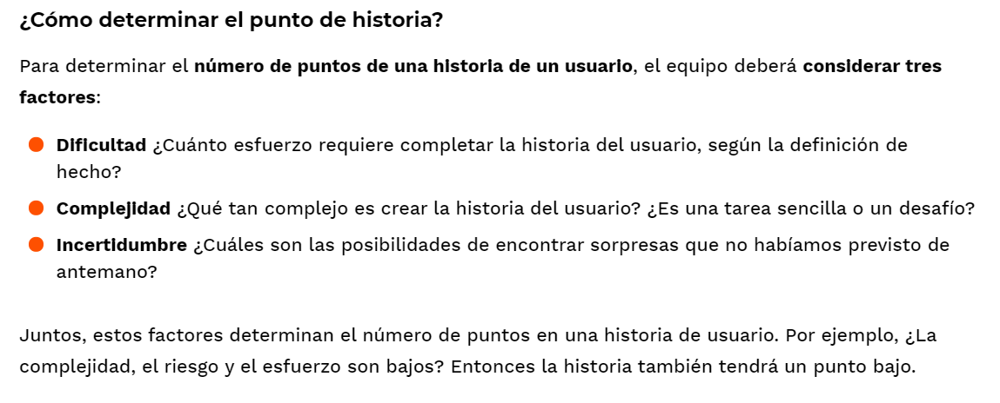 ¿Cómo determinar el punto de historia?
Para determinar el número de puntos de una historia de un usuario, el equipo deberá considerar tres
factores:
Dificultad ¿Cuánto esfuerzo requiere completar la historia del usuario, según la definición de
hecho?
Complejidad ¿Qué tan complejo es crear la historia del usuario? ¿Es una tarea sencilla o un desafío?
Incertidumbre ¿Cuáles son las posibilidades de encontrar sorpresas que no habíamos previsto de
antemano?
Juntos, estos factores determinan el número de puntos en una historia de usuario. Por ejemplo, ¿La
complejidad, el riesgo y el esfuerzo son bajos? Entonces la historia también tendrá un punto bajo.